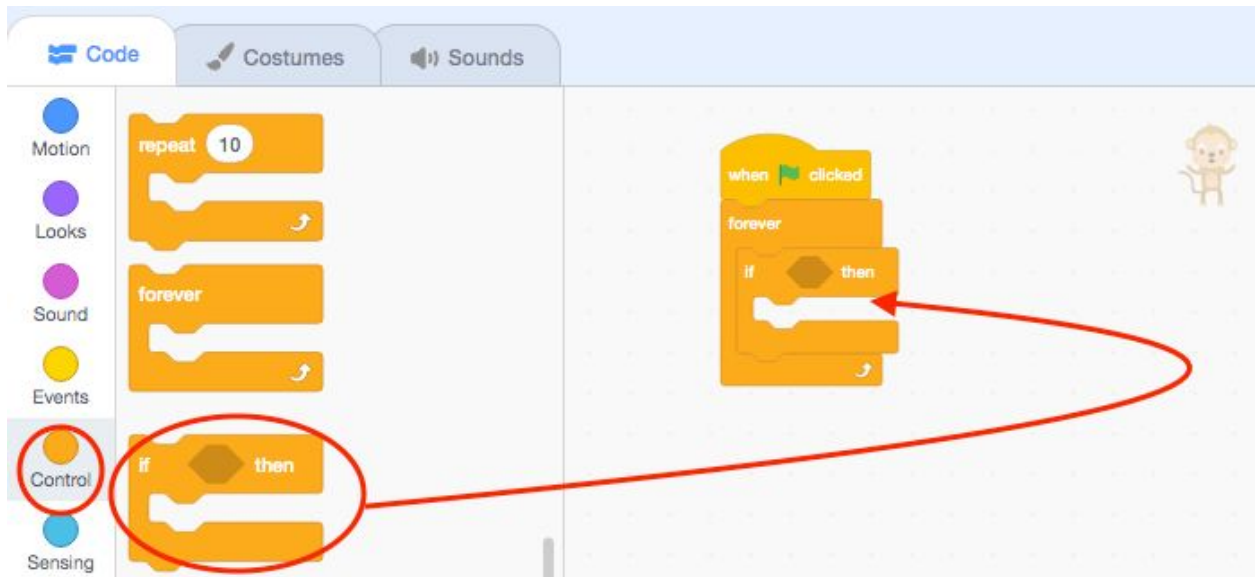 Code
Costumes
Sounds
Motion
Looks
Sound
Events
Control
Sensing
repeat 10
forever
if then
when clicked
forever
if then